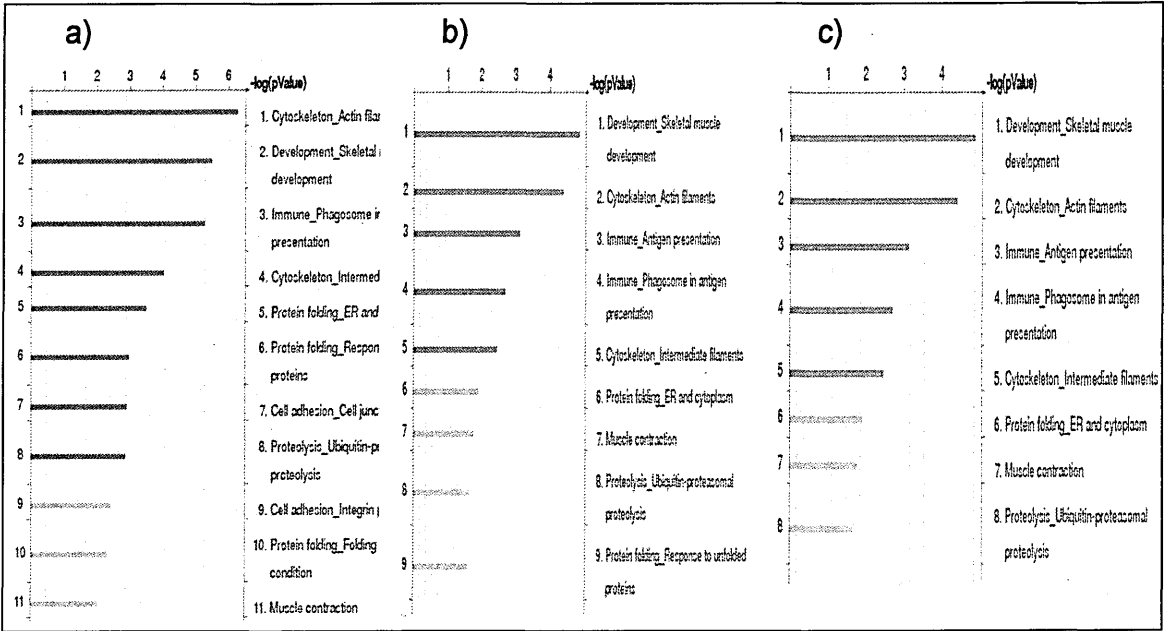 a)
1 2 3 4 5 6 -log(pValue)
1
2
3
4
5
6
7
8
9
10
11
1. Cytoskeleton_Actin filar
2. Development_Skeletal
development
3. Immune_Phagosome in
presentation
4. Cytoskeleton_Intermed
5. Protein folding_ER and
6. Protein folding_Respon
proteins
7. Cell adhesion_Cell junc
8. Proteolysis_Ubiquitin-pr
proteolysis
9. Cell adhesion_Integrin
10. Protein folding_Folding
condition
11. Muscle contraction
b)
1 2 3 4 -log(pValue)
1
2
3
4
5
6
7
8
9
1. Development_Skeletal muscle
development
2. Cytoskeleton_Actin filaments
3. Immune_Antigen presentation
4. Immune_Phagosome in antigen
presentation
5. Cytoskeleton_Intermediate filaments
6. Protein folding_ER and cytoplasm
7. Muscle contraction
8. Proteolysis_Ubiquitin-proteasomal
proteolysis
9. Protein folding_Response to unfolded
proteins
c)
1 2 3 4 -log(pValue)
1
2
3
4
5
6
7
8
1. Development_Skeletal muscle
development
2. Cytoskeleton_Actin filaments
3. Immune_Antigen presentation
4. Immune_Phagosome in antigen
presentation
5. Cytoskeleton_Intermediate filaments
6. Protein folding_ER and cytoplasm
7. Muscle contraction
8. Proteolysis_Ubiquitin-proteasomal
proteolysis